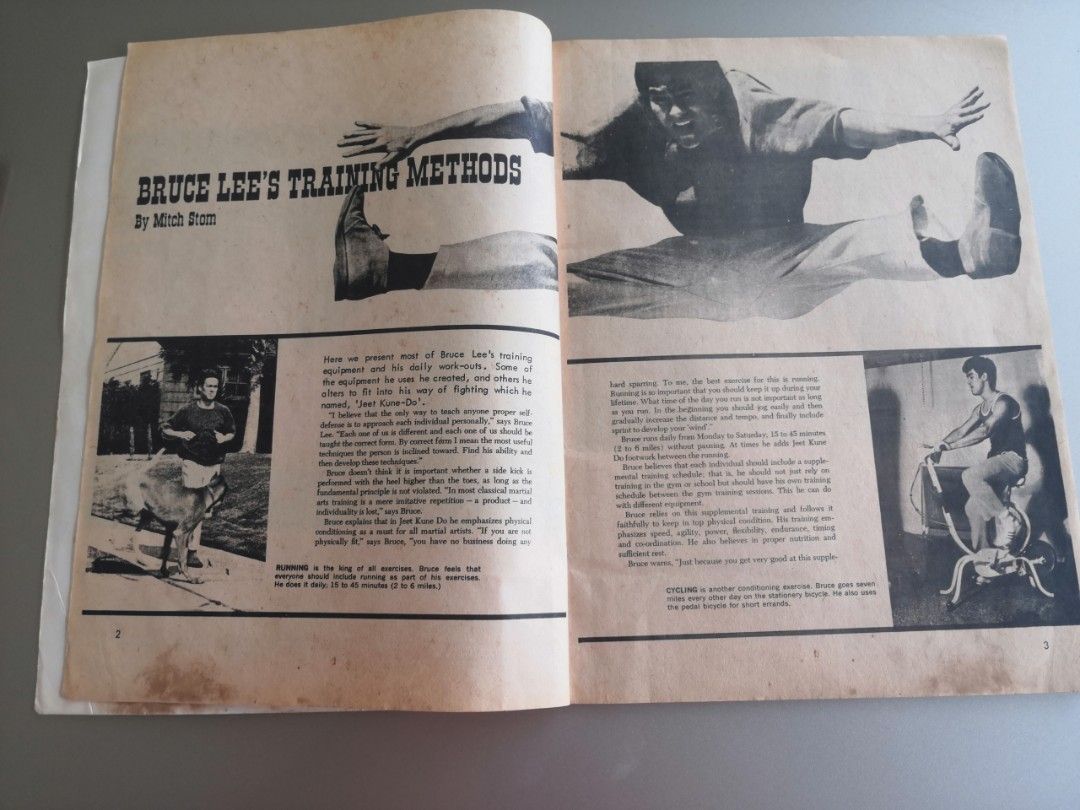 BRUCE LEE'S TRAINING METHODS
By Mitch Stom
Here we present most of Bruce Lee's training
equipment and his daily work-outs. Some of
the equipment he uses he created, and others he
alters to fit into his way of fighting which he
named, 'Jeet Kune-Do'.
"I believe that the only way to teach anyone proper self-
defense is to approach each individual personally," says Bruce
Lee. "Each one of us is different and each one of us should be
taught the correct form. By correct form I mean the most useful
techniques the person is inclined toward. Find his ability and
then develop these techniques."
Bruce doesn't think it is important whether a side kick is
performed with the heel higher than the toes, as long as the
fundamental principle is not violated. "In most classical martial
arts training is a mere imitative repetition — a product — and
individuality is lost," says Bruce.
Bruce explains that in Jeet Kune Do he emphasizes physical
conditioning as a must for all martial artists. "If you are not
physically fit," says Bruce, "you have no business doing any
RUNNING is the king of all exercises. Bruce feels that
everyone should include running as part of his exercises.
He does it daily; 15 to 45 minutes (2 to 6 miles.)
2
hard sparring. To me, the best exercise for this is running.
Running is so important that you should keep it up during your
lifetime. What time of the day you run is not important as long
as you run. In the beginning you should jog easily and then
gradually increase the distance and tempo, and finally include
sprint to develop your 'wind'."
Bruce runs daily from Monday to Saturday, 15 to 45 minutes
(2 to 6 miles) without pausing. At times he adds Jeet Kune
Do footwork between the running.
Bruce believes that each individual should include a supple-
mental training schedule, that is, he should not just rely on
training in the gym or school but should have his own training
schedule between the gym training sessions. This he can do
with different equipment.
Bruce relies on this supplemental training and follows it
faithfully to keep in top physical condition. His training em-
phasizes speed, agility, power, flexibility, endurance, timing
and co-ordination. He also believes in proper nutrition and
sufficient rest.
Bruce warns, "Just because you get very good at this supple-
CYCLING is another conditioning exercise. Bruce goes seven
miles every other day on the stationery bicycle. He also uses
the pedal bicycle for short errands.
3